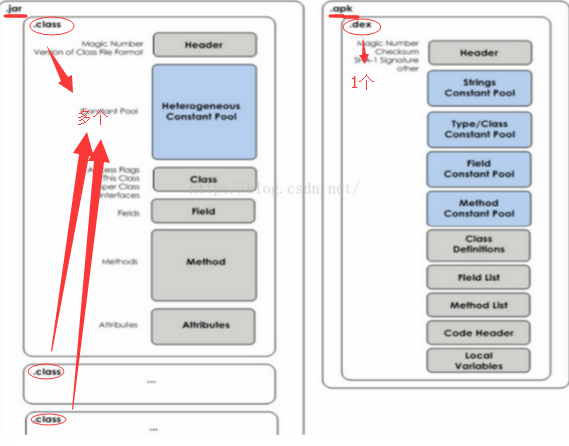 .jar
.class
Magic Number
Version of Class File Format
Header
多个
Constant Pool
Heterogeneous
Constant Pool
Access Flags
This Class
Super Class
Interfaces
Class
Fields
Field
Methods
Method
Attributes
Attributes
.class
...
.class
...
.apk
.dex
Magic Number
Checksum
SHA-1 Signature
other
1个
Header
Strings
Constant Pool
Type/Class
Constant Pool
Field
Constant Pool
Method
Constant Pool
Class
Definitions
Field List
Method List
Code Header
Local
Variables
http://blog.csdn.net/